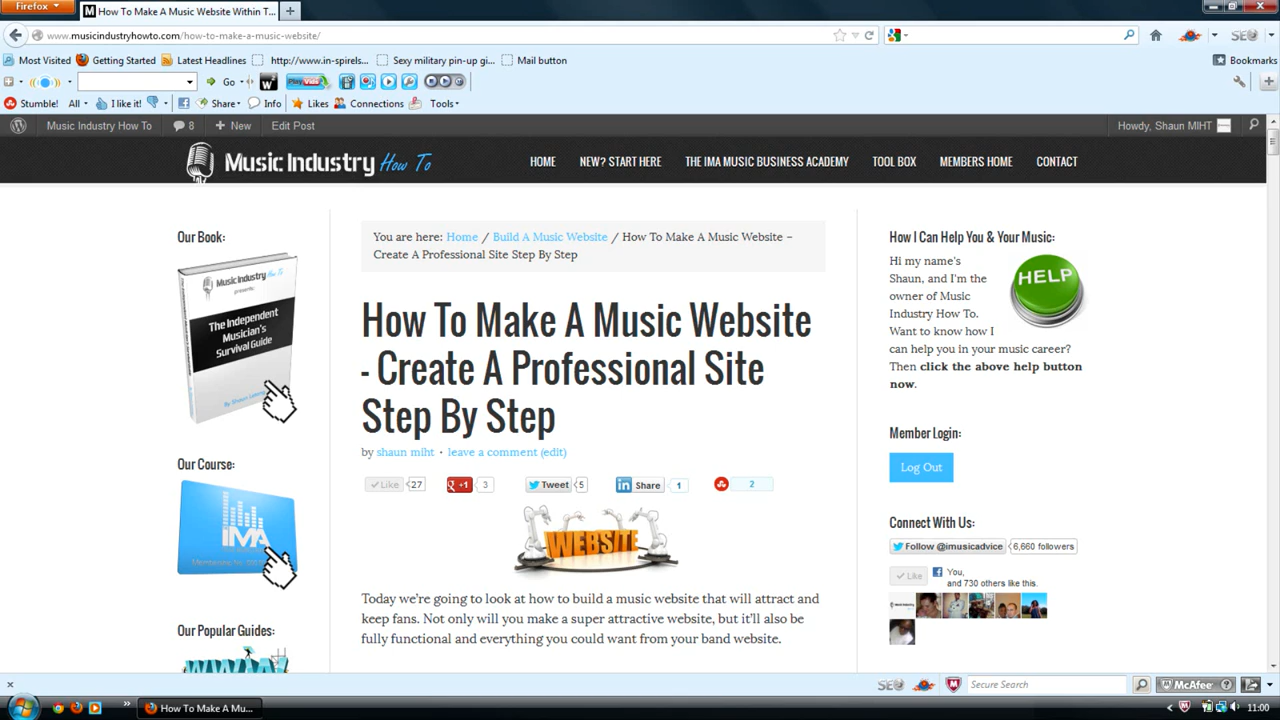 Firefox
How To Make A Music Website Within T...
www.musicindustryhowto.com/how-to-make-a-music-website/
SEO
Most Visited
Getting Started
Latest Headlines
http://www.in-spirels...
Sexy military pin-up gi...
Mail button
Bookmarks
Go
W
Play Vids
Stumble!
All
I like it!
Share
Info
Likes
Connections
Tools
Music Industry How To
8
New
Edit Post
Howdy, Shaun MIHT
Music Industry How To
HOME
NEW? START HERE
THE IMA MUSIC BUSINESS ACADEMY
TOOL BOX
MEMBERS HOME
CONTACT
Our Book:
Music Industry How To
presents:
The Independent
Musician's
Survival Guide
Our Course:
IMA
Our Popular Guides:
You are here: Home / Build A Music Website / How To Make A Music Website –
Create A Professional Site Step By Step
How To Make A Music Website
- Create A Professional Site
Step By Step
by shaun miht · leave a comment (edit)
Like 27
+1 3
Tweet 5
in Share 1
2
WEBSITE
Today we're going to look at how to build a music website that will attract and
keep fans. Not only will you make a super attractive website, but it'll also be
fully functional and everything you could want from your band website.
How I Can Help You & Your Music:
Hi my name's
Shaun, and I'm the
owner of Music
Industry How To.
Want to know how I
can help you in your music career?
Then click the above help button
now.
HELP
Member Login:
Log Out
Connect With Us:
Follow @imusicadvice
6,660 followers
Like
You,
and 730 others like this.
SEO
Secure Search
McAfee
How To Make A Mu...
11:00